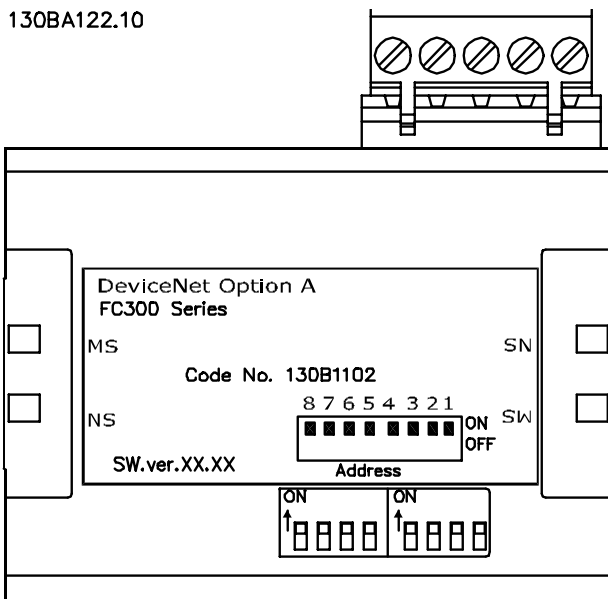 130BA122.10
DeviceNet Option A
FC300 Series
MS
SN
Code No. 130B1102
8 7 6 5 4 3 2 1
NS
ON
SW
OFF
SW.ver.XX.XX
Address
ON
ON